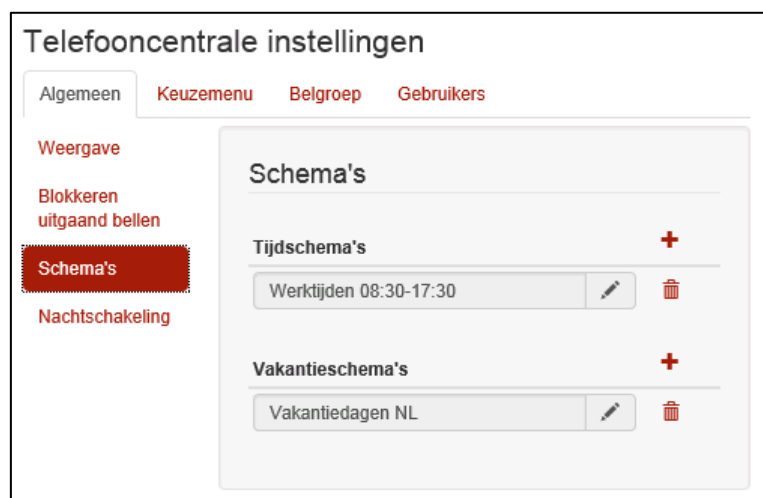 Telefooncentrale instellingen
Algemeen Keuzemenu Belgroep Gebruikers
Weergave
Blokkeren
uitgaand bellen
Schema's
Nachtschakeling
Schema's
Tijdschema's
Werktijden 08:30-17:30
Vakantieschema's
Vakantiedagen NL